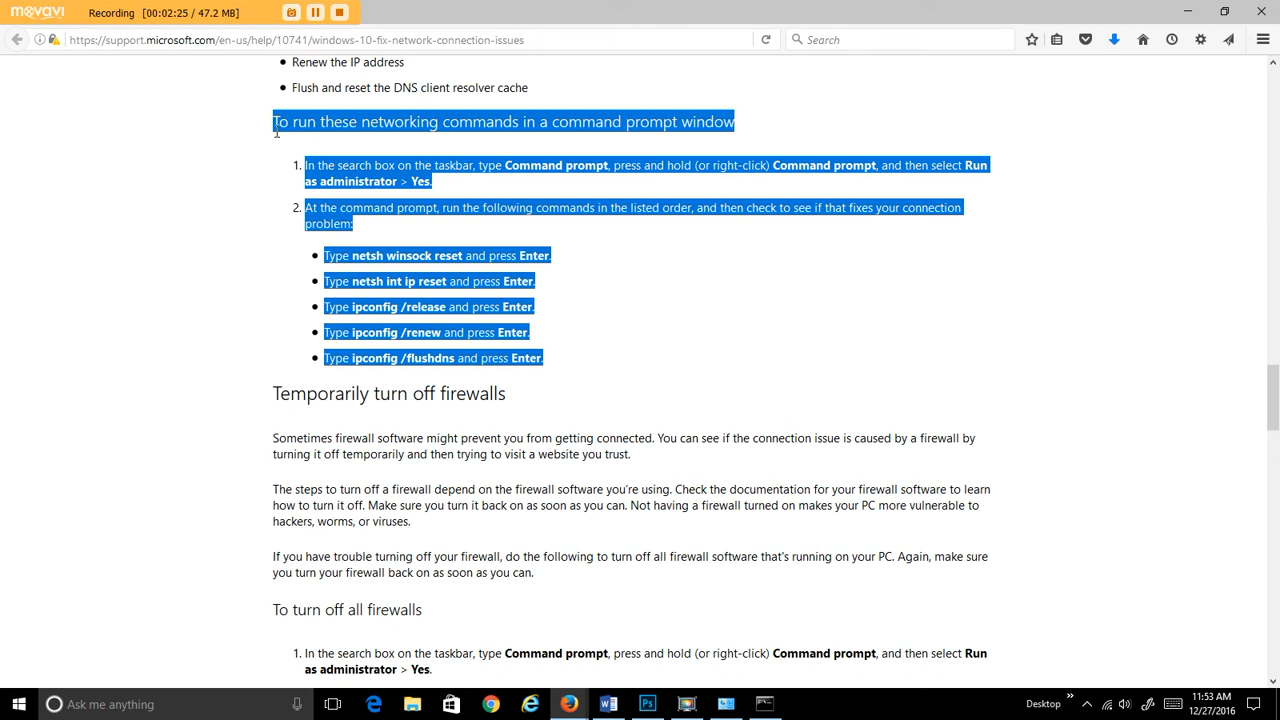 movavi Recording [00:02:25 / 47.2 MB]
https://support.microsoft.com/en-us/help/10741/windows-10-fix-network-connection-issues
Search
Renew the IP address
Flush and reset the DNS client resolver cache
To run these networking commands in a command prompt window
1. In the search box on the taskbar, type Command prompt, press and hold (or right-click) Command prompt, and then select Run
as administrator > Yes.
2. At the command prompt, run the following commands in the listed order, and then check to see if that fixes your connection
problem:
Type netsh winsock reset and press Enter.
Type netsh int ip reset and press Enter.
Type ipconfig /release and press Enter.
Type ipconfig /renew and press Enter.
Type ipconfig /flushdns and press Enter.
Temporarily turn off firewalls
Sometimes firewall software might prevent you from getting connected. You can see if the connection issue is caused by a firewall by
turning it off temporarily and then trying to visit a website you trust.
The steps to turn off a firewall depend on the firewall software you're using. Check the documentation for your firewall software to learn
how to turn it off. Make sure you turn it back on as soon as you can. Not having a firewall turned on makes your PC more vulnerable to
hackers, worms, or viruses.
If you have trouble turning off your firewall, do the following to turn off all firewall software that's running on your PC. Again, make sure
you turn your firewall back on as soon as you can.
To turn off all firewalls
1. In the search box on the taskbar, type Command prompt, press and hold (or right-click) Command prompt, and then select Run
as administrator > Yes.
Ask me anything
Desktop
11:53 AM
12/27/2016